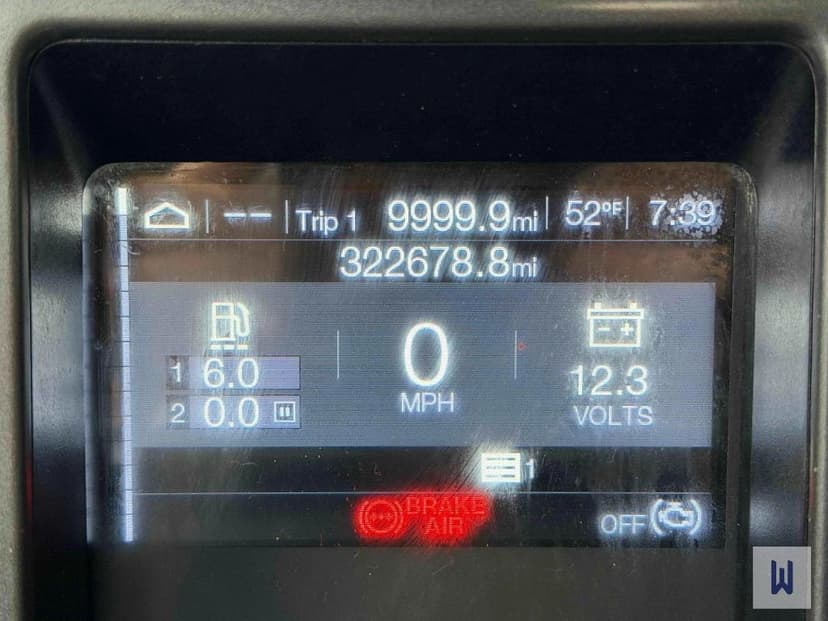 -- Trip 1 9999.9mi 52°F 7:39
322678.8mi
1 6.0
2 0.0
0
MPH
- +
12.3
VOLTS
1
BRAKE
AIR
OFF
W